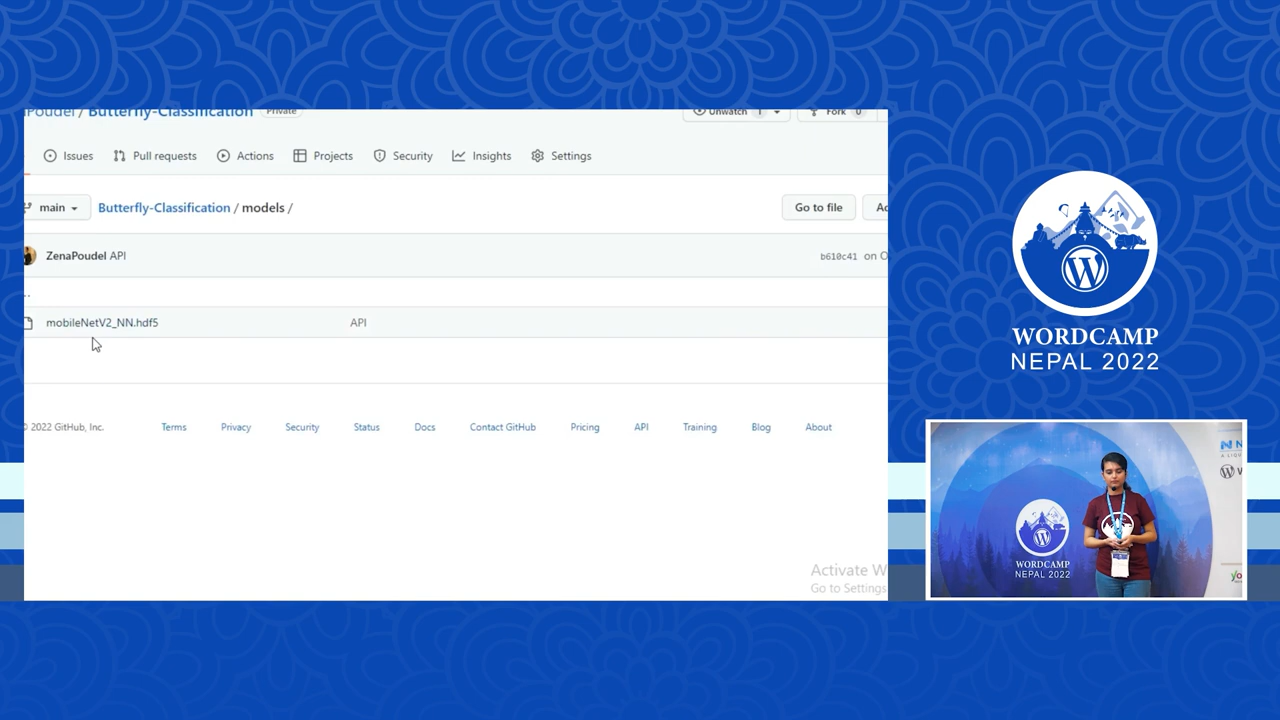 Poudel / Butterfly-Classification Private Unwatch 1 Fork 0
Issues Pull requests Actions Projects Security Insights Settings
main Butterfly-Classification / models / Go to file
ZenaPoudel API b610c41 on O
..
mobileNetV2_NN.hdf5 API
© 2022 GitHub, Inc. Terms Privacy Security Status Docs Contact GitHub Pricing API Training Blog About
Activate W
Go to Settings
WORDCAMP
NEPAL 2022
WORDCAMP
NEPAL 2022